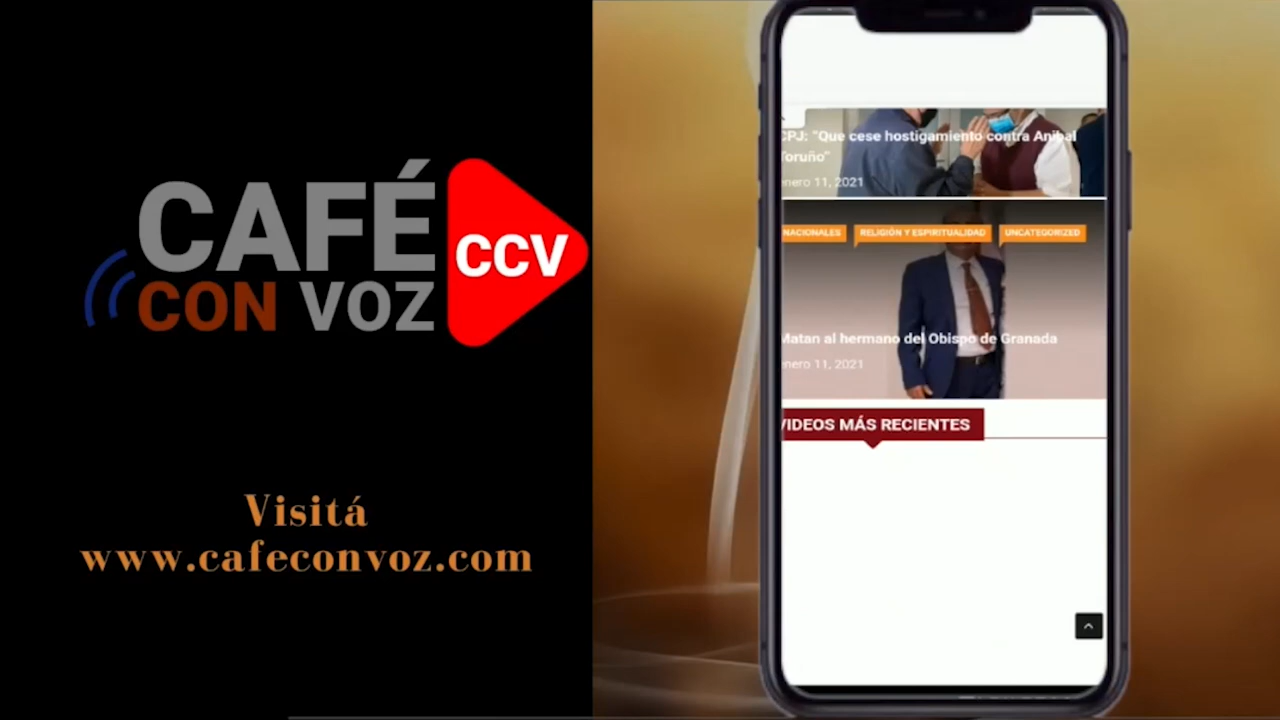 CAFÉ
CON VOZ
CCV
Visitá
www.cafeconvoz.com
CPJ: "Que cese hostigamiento contra Anibal
Toruño"
enero 11, 2021
NACIONALES
RELIGIÓN Y ESPIRITUALIDAD
UNCATEGORIZED
Matan al hermano del Obispo de Granada
enero 11, 2021
VIDEOS MÁS RECIENTES